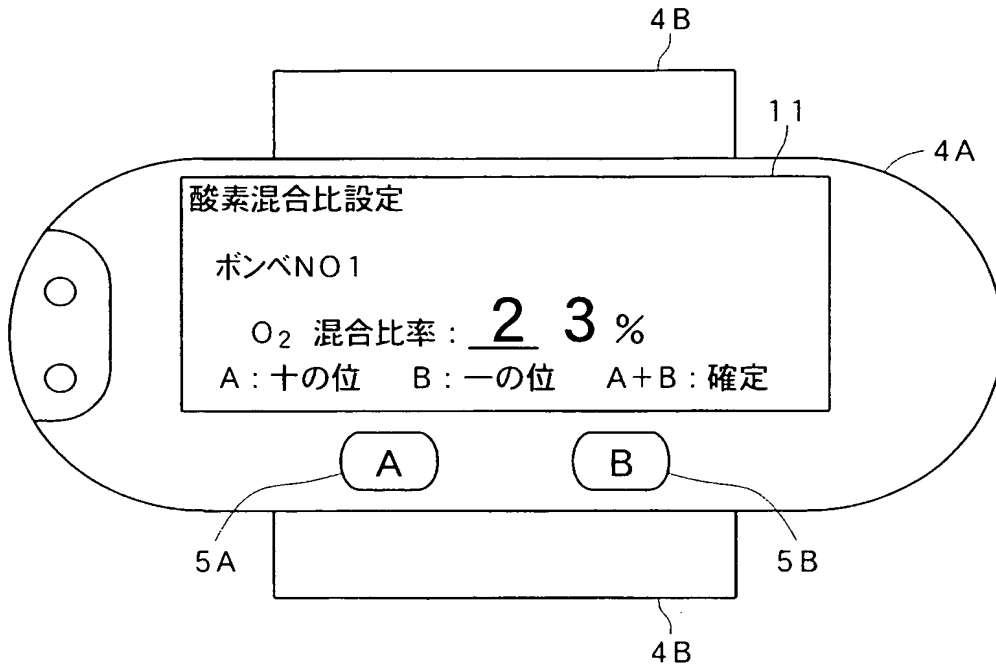 4B
11
4A
酸素混合比設定
ボンベNO1
O₂ 混合比率:2 3%
A:十の位 B:一の位 A+B:確定
A B
5A 5B
4B